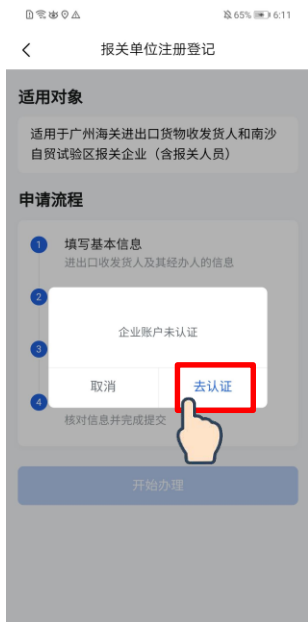 65% 6:11
报关单位注册登记
适用对象
适用于广州海关进出口货物收发货人和南沙
自贸试验区报关企业（含报关人员）
申请流程
1 填写基本信息
进出口收发货人及其经办人的信息
2
企业账户未认证
3
取消 去认证
4
核对信息并完成提交
开始办理